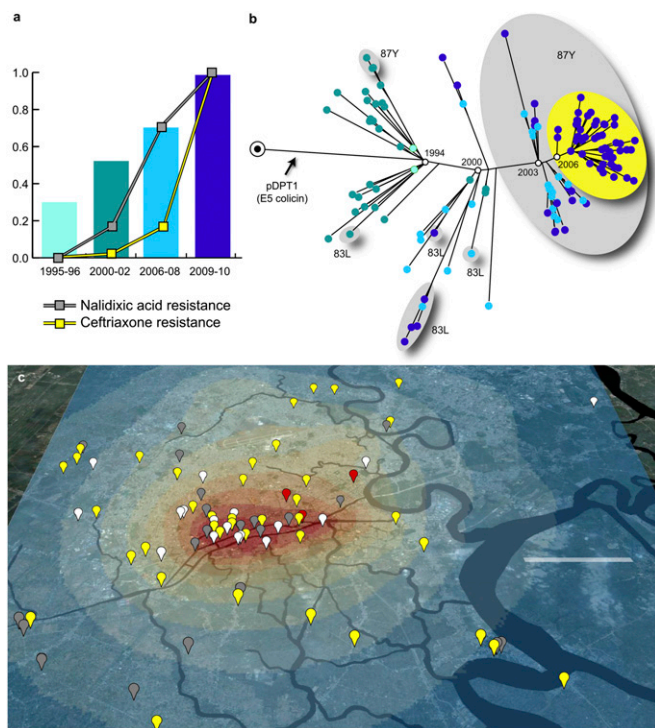 a
1.0
0.8
0.6
0.4
0.2
0.0
1995-96 2000-02 2006-08 2009-10
Nalidixic acid resistance
Ceftriaxone resistance
b
87Y
87Y
1994
2000
2003
2006
pDPT1
(E5 colicin)
83L
83L
83L
83L
c